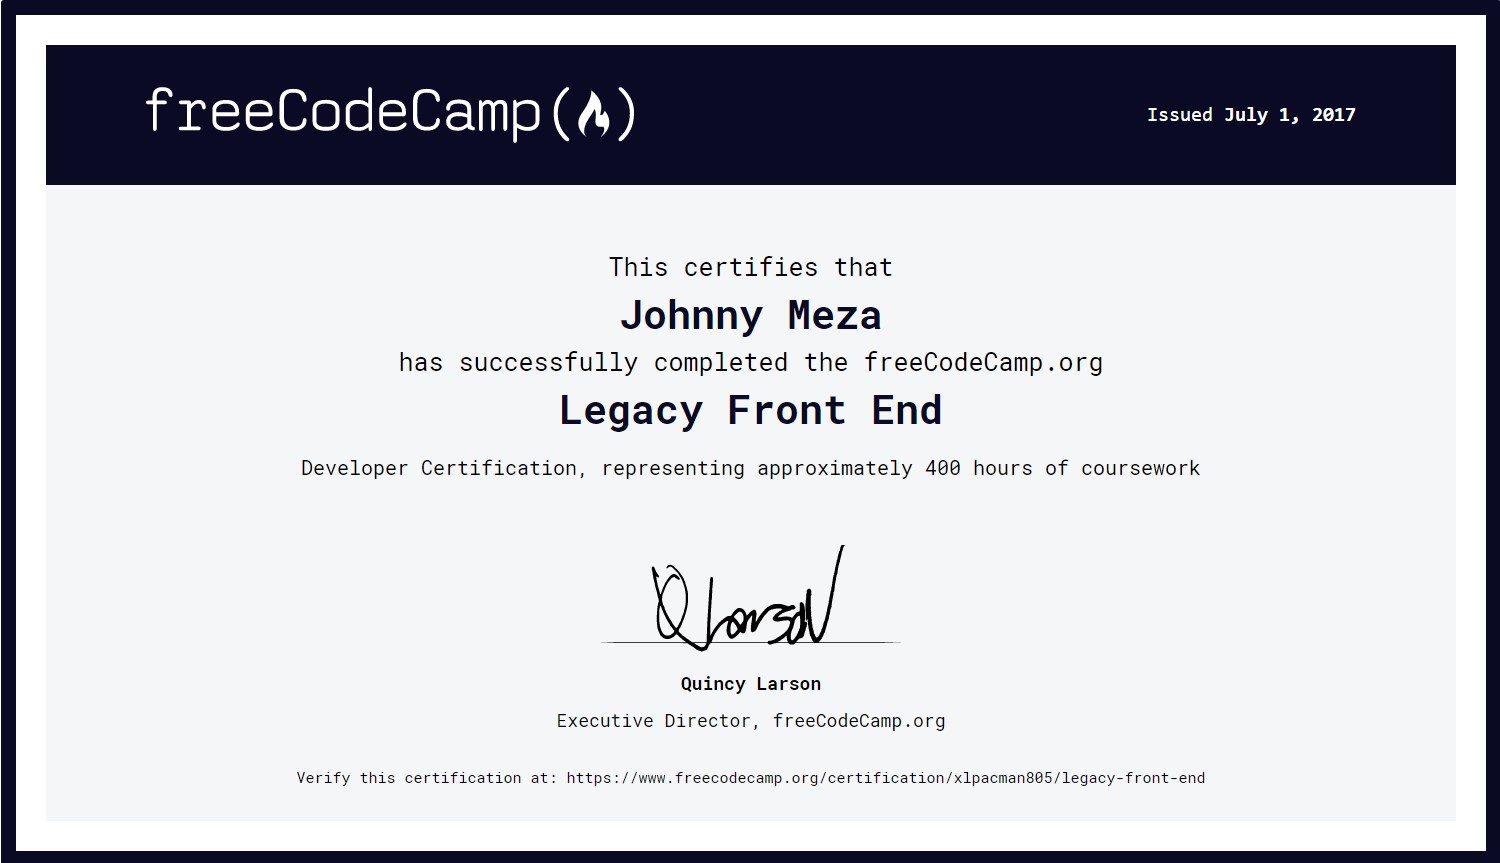 freeCodeCamp(🔥)
Issued July 1, 2017
This certifies that
Johnny Meza
has successfully completed the freeCodeCamp.org
Legacy Front End
Developer Certification, representing approximately 400 hours of coursework
Q Larson
Quincy Larson
Executive Director, freeCodeCamp.org
Verify this certification at: https://www.freecodecamp.org/certification/xlpacman805/legacy-front-end